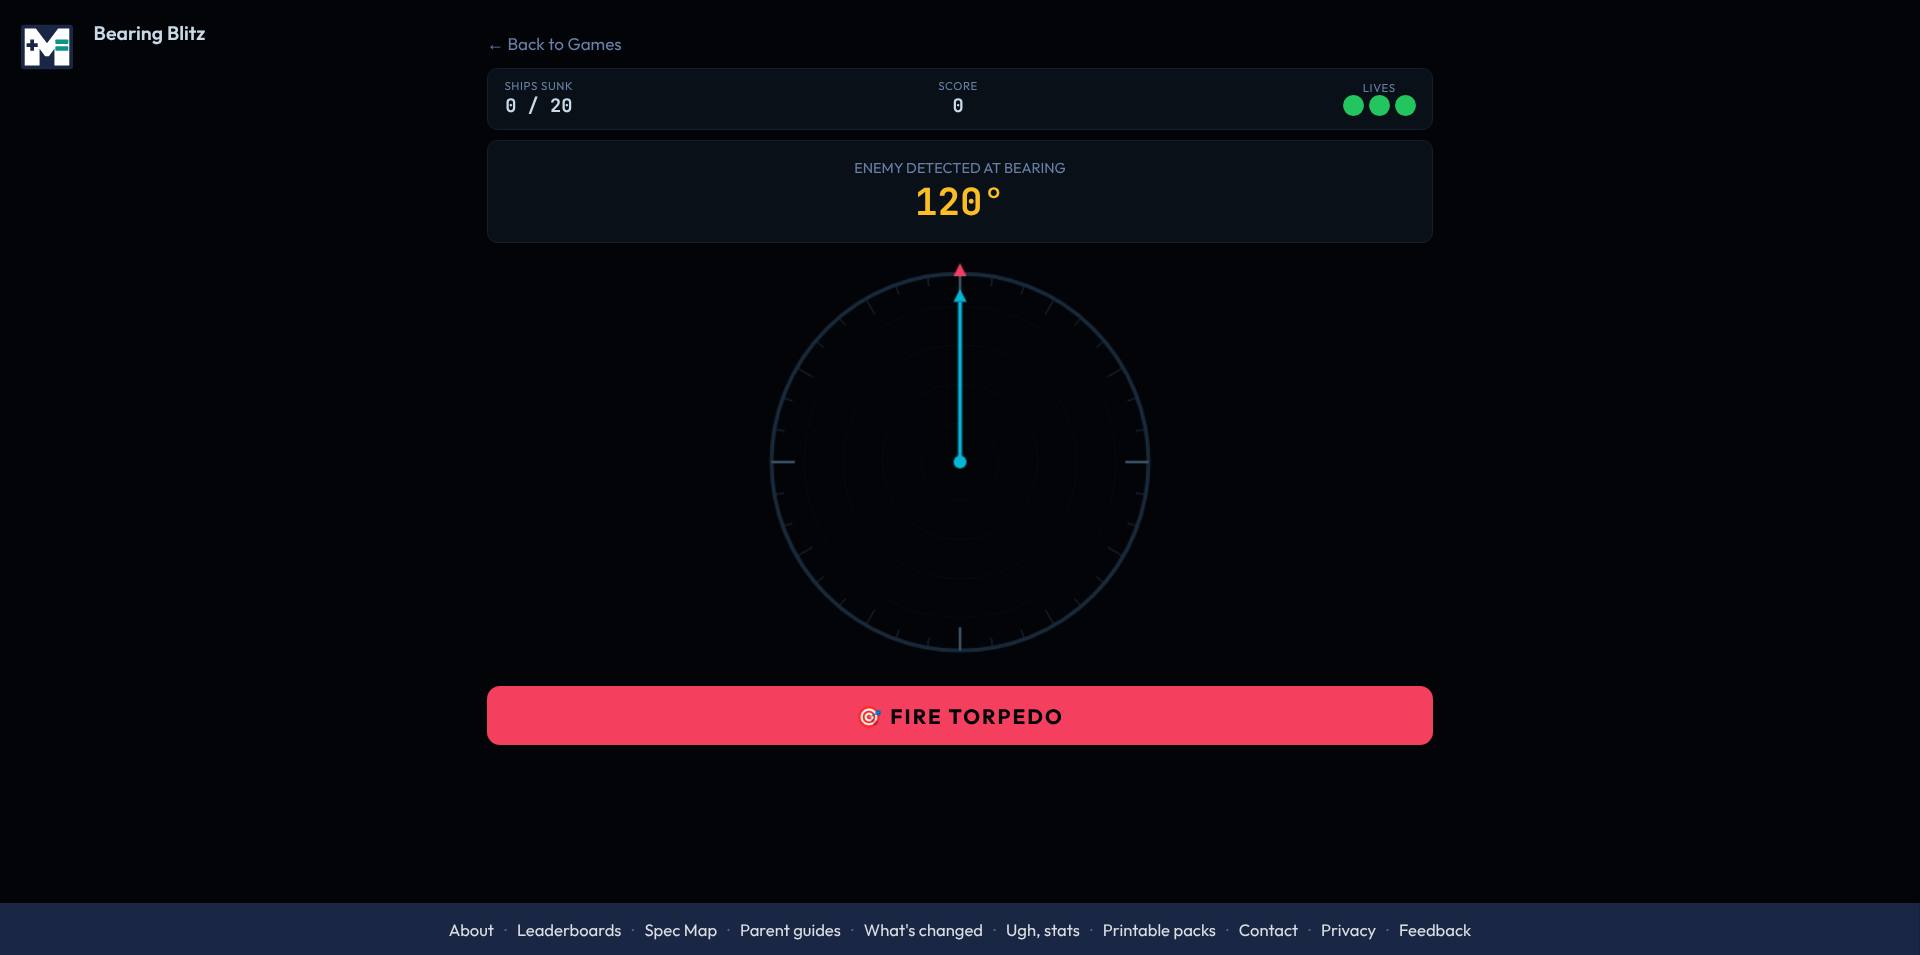 Bearing Blitz
← Back to Games
SHIPS SUNK
0 / 20
SCORE
0
LIVES
ENEMY DETECTED AT BEARING
120°
🎯 FIRE TORPEDO
About · Leaderboards · Spec Map · Parent guides · What's changed · Ugh, stats · Printable packs · Contact · Privacy · Feedback